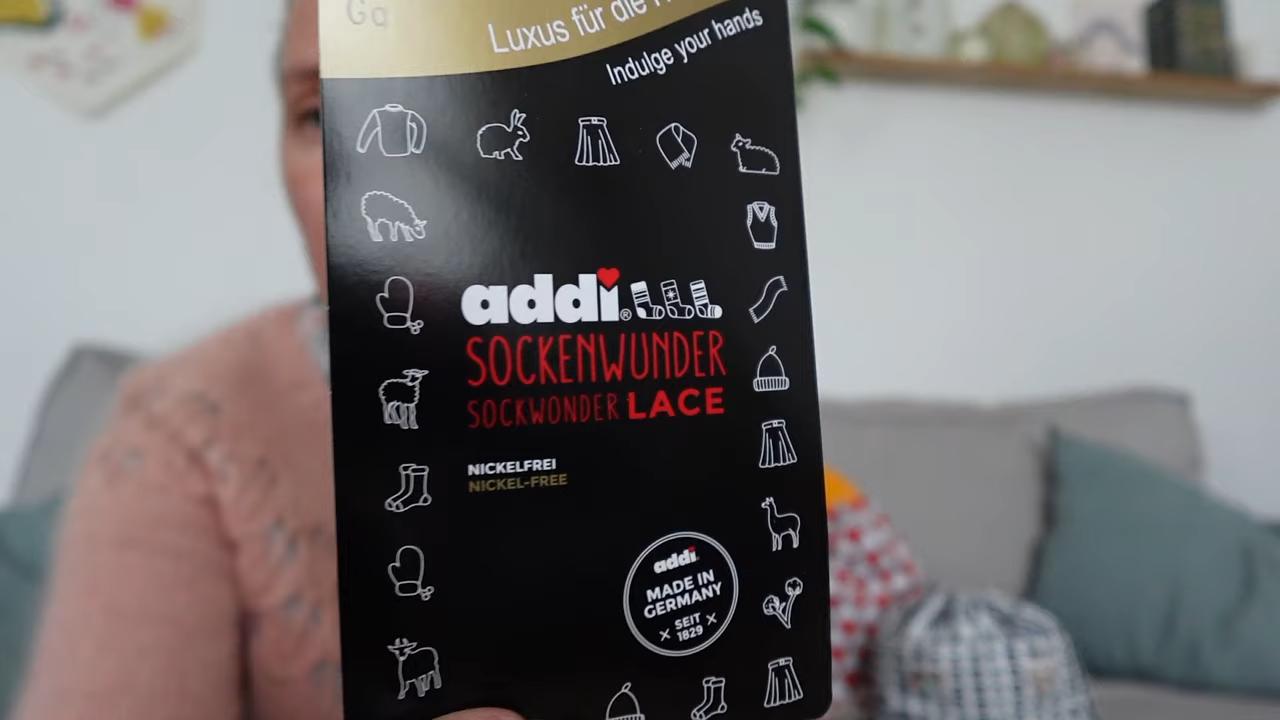 Ga
Luxus für die
Indulge your hands
addi®
SOCKENWUNDER
SOCKWONDER LACE
NICKELFREI
NICKEL-FREE
addi
MADE IN
GERMANY
SEIT
1829